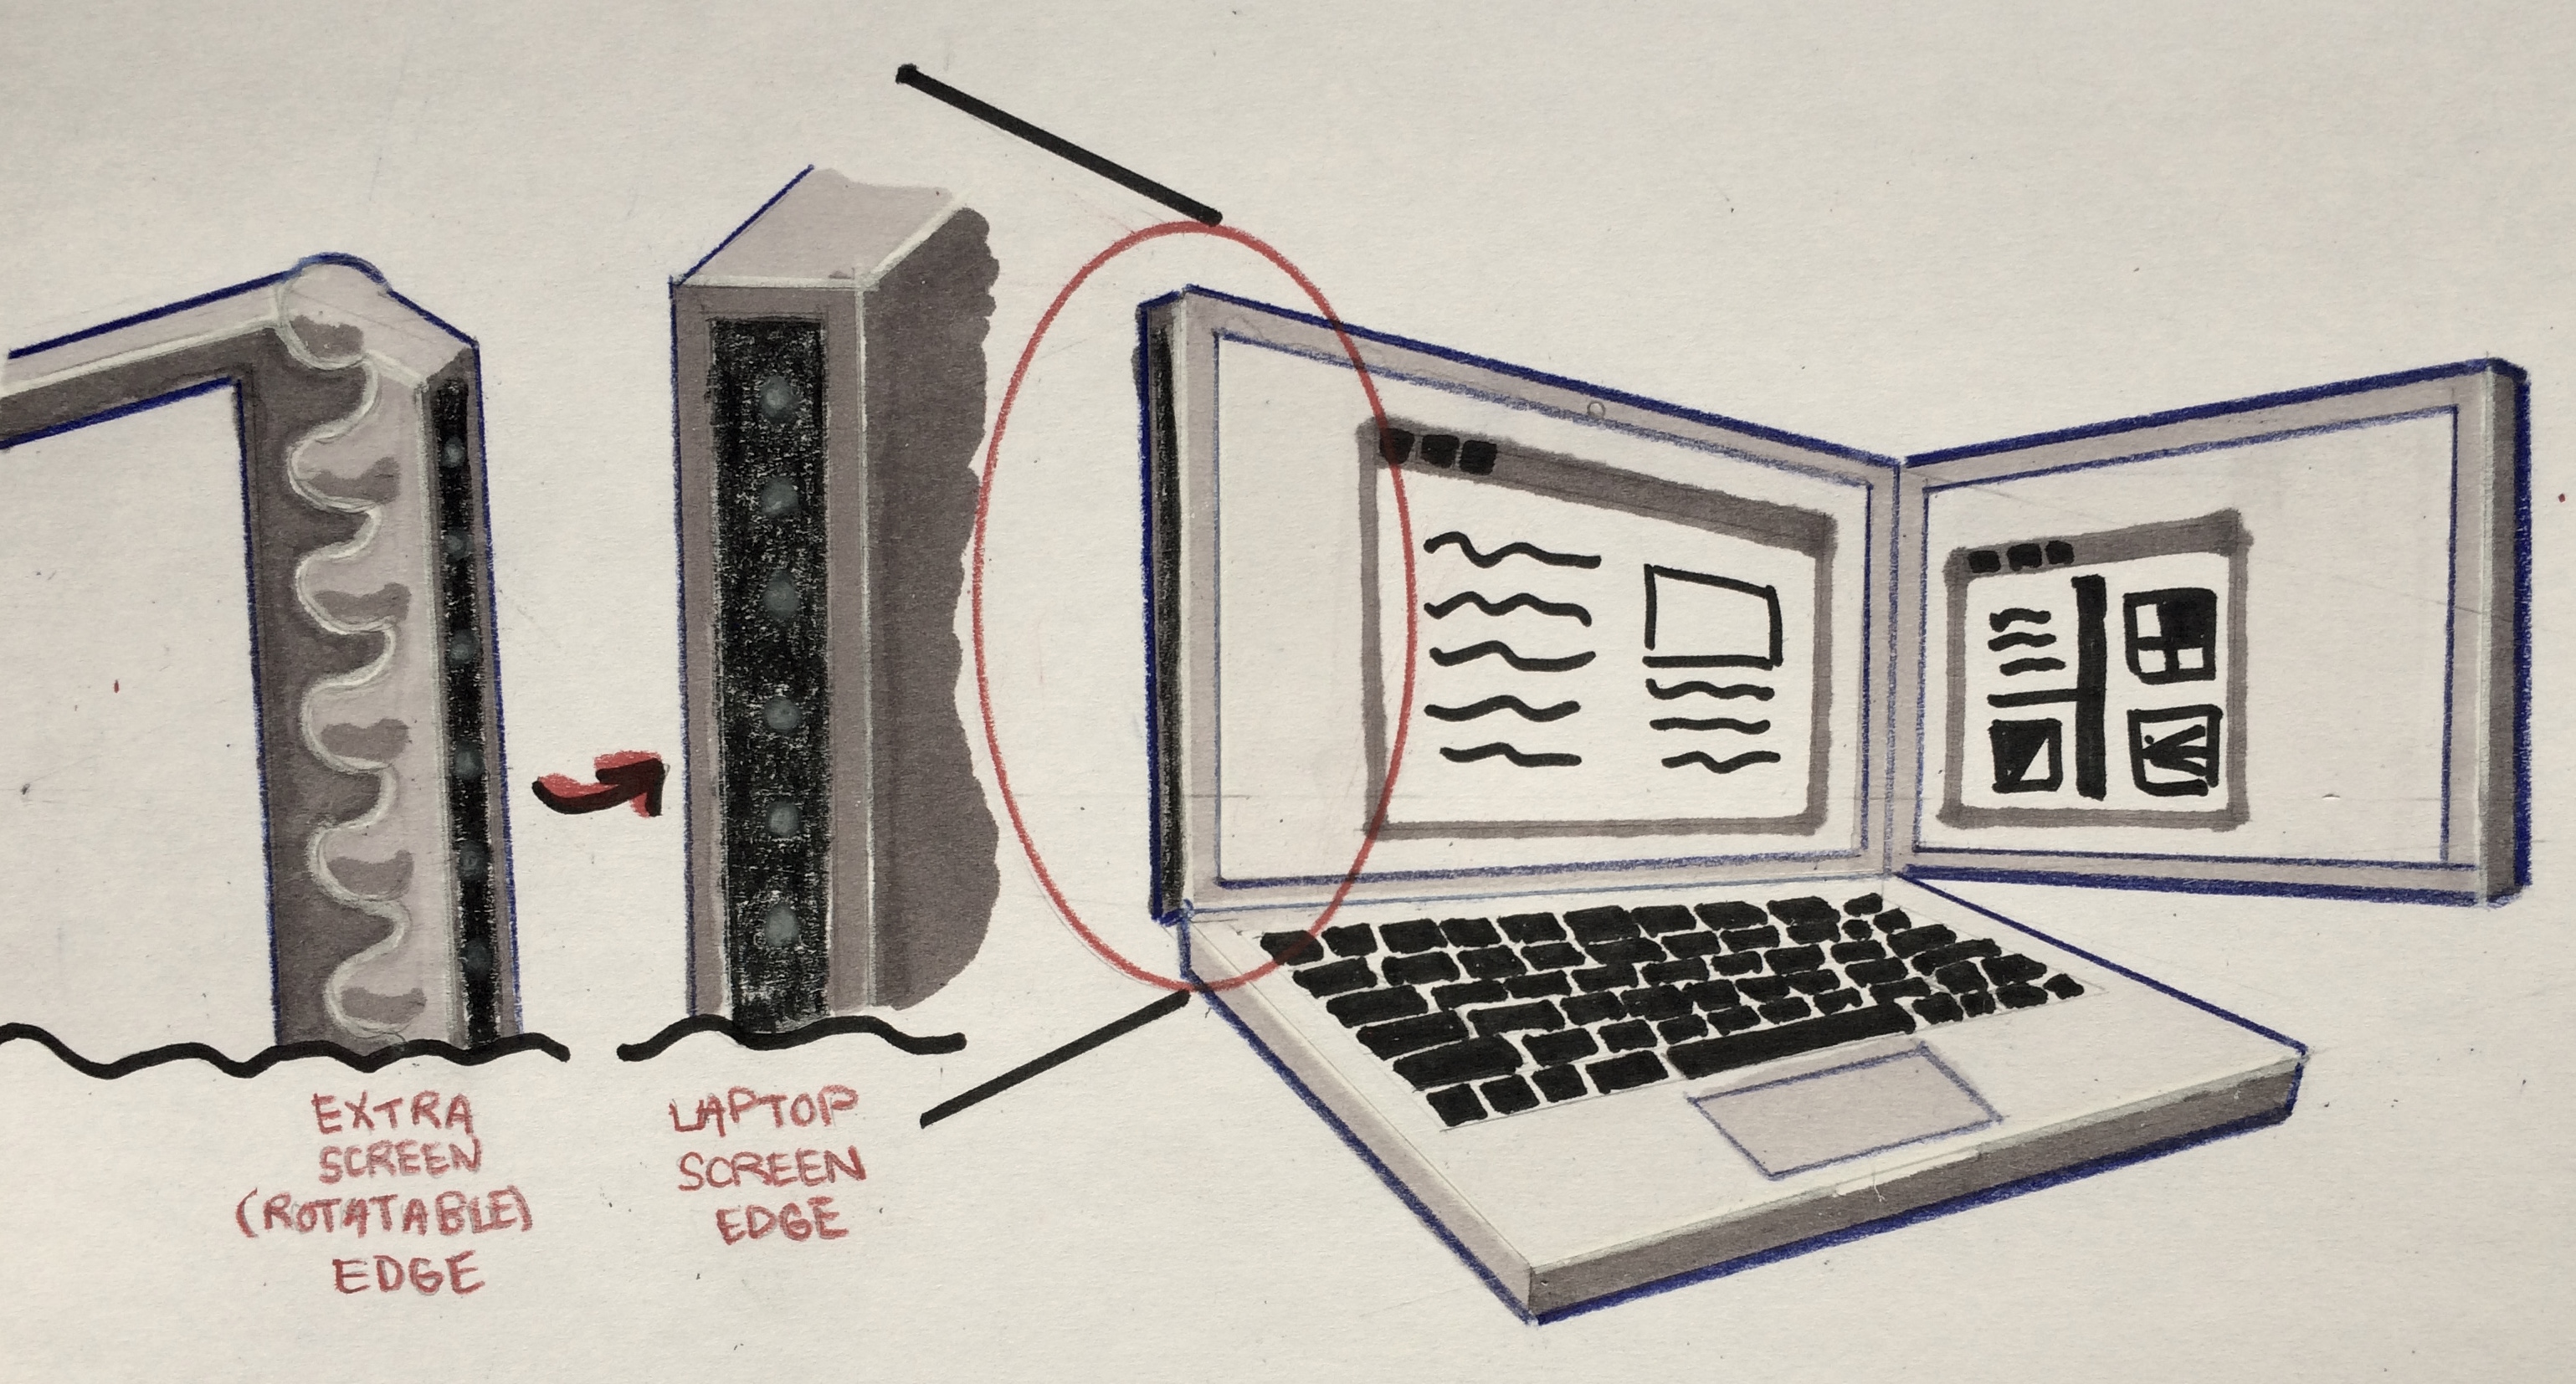 EXTRA
SCREEN
(ROTATABLE)
EDGE
LAPTOP
SCREEN
EDGE